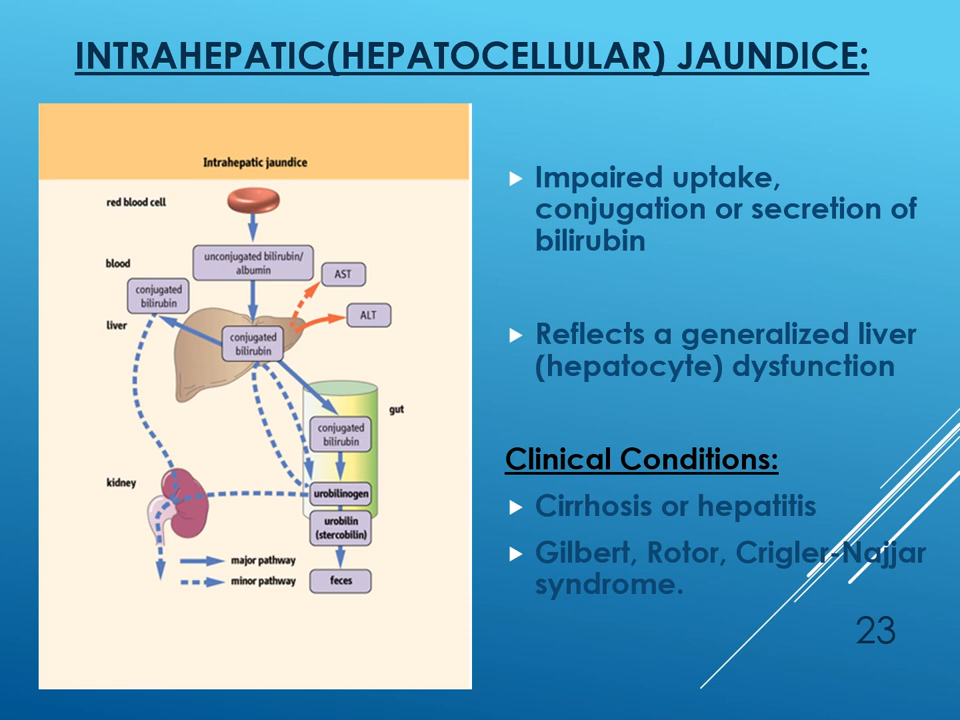 INTRAHEPATIC(HEPATOCELLULAR) JAUNDICE:
Intrahepatic jaundice
red blood cell
blood
unconjugated bilirubin/
albumin
AST
conjugated
bilirubin
ALT
liver
conjugated
bilirubin
gut
conjugated
bilirubin
kidney
urobilinogen
urobilin
(stercobilin)
major pathway
minor pathway
feces
Impaired uptake,
conjugation or secretion of
bilirubin
Reflects a generalized liver
(hepatocyte) dysfunction
Clinical Conditions:
Cirrhosis or hepatitis
Gilbert, Rotor, Crigler-Najjar
syndrome.
23